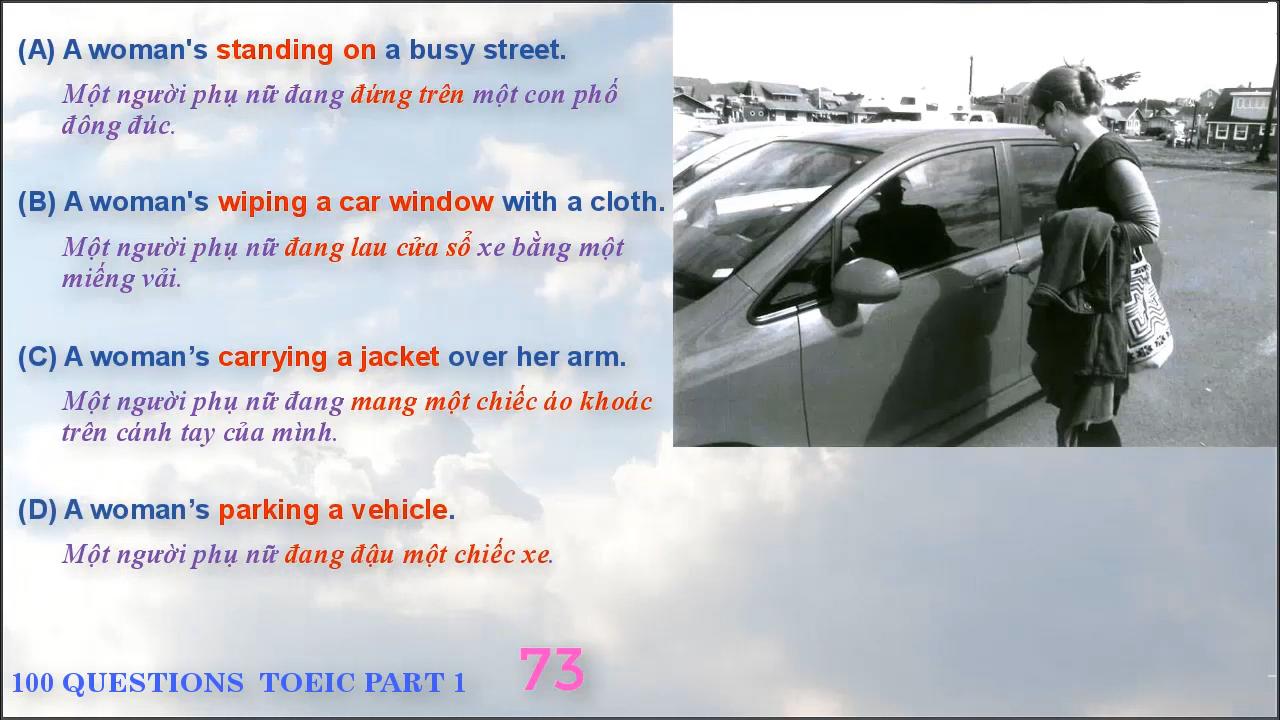 (A) A woman's standing on a busy street.
Một người phụ nữ đang đứng trên một con phố
đông đúc.
(B) A woman's wiping a car window with a cloth.
Một người phụ nữ đang lau cửa sổ xe bằng một
miếng vải.
(C) A woman’s carrying a jacket over her arm.
Một người phụ nữ đang mang một chiếc áo khoác
trên cánh tay của mình.
(D) A woman’s parking a vehicle.
Một người phụ nữ đang đậu một chiếc xe.
100 QUESTIONS TOEIC PART 1
73